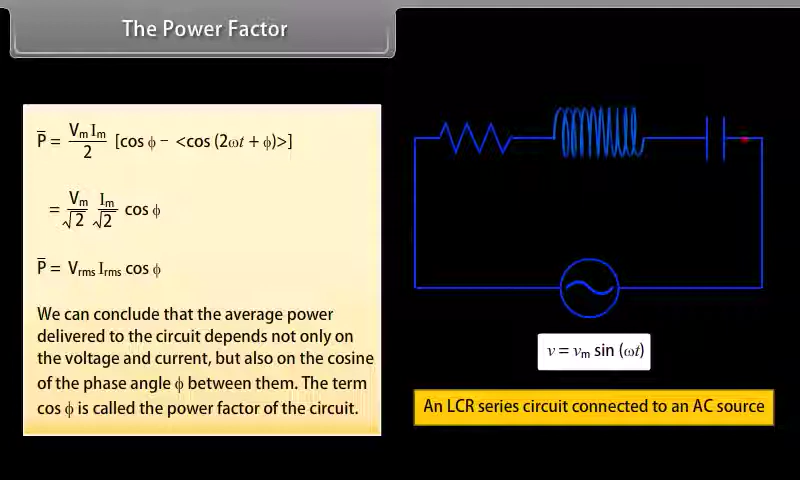 The Power Factor
P̅ = VₘIₘ/2 [cos ϕ − <cos (2ωt + ϕ)>]
= Vₘ/√2 Iₘ/√2 cos ϕ
P̅ = Vrms Irms cos ϕ
We can conclude that the average power
delivered to the circuit depends not only on
the voltage and current, but also on the cosine
of the phase angle ϕ between them. The term
cos ϕ is called the power factor of the circuit.
v = vₘ sin (ωt)
An LCR series circuit connected to an AC source